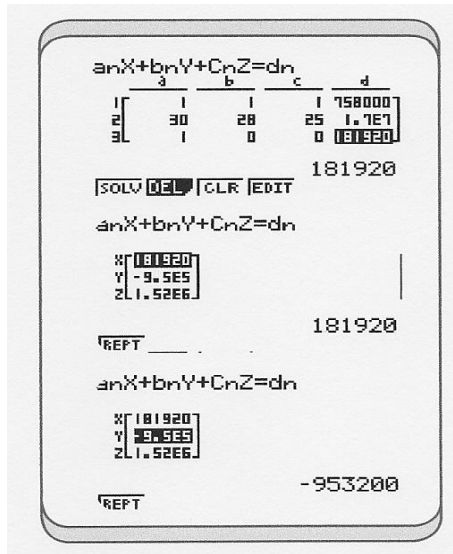 anX+bnY+CnZ=dn
a b c d
1 1 1 1 758000
2 30 28 25 1.7E7
3 1 0 0 181920
181920
SOLV DEL CLR EDIT
anX+bnY+CnZ=dn
X 181920
Y -9.5E5
Z 1.52E6
181920
REPT
anX+bnY+CnZ=dn
X 181920
Y -9.5E5
Z 1.52E6
-953200
REPT